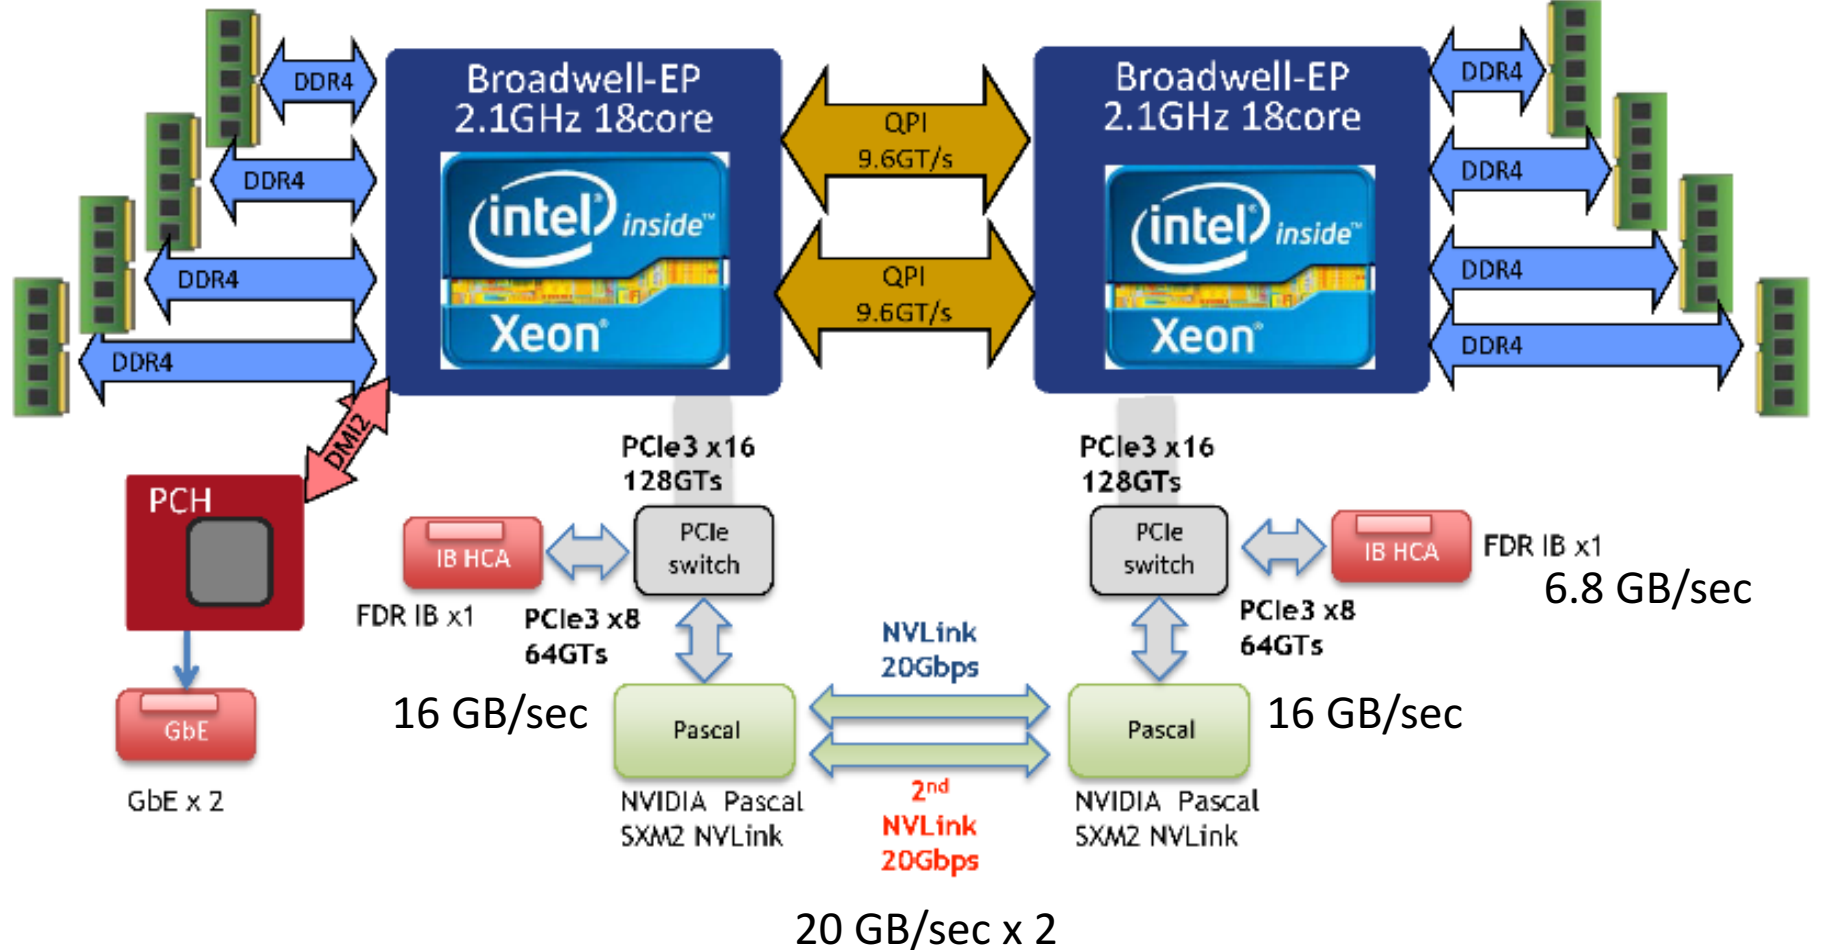 DDR4
DDR4
DDR4
DDR4
Broadwell-EP
2.1GHz 18core
intel® inside™
Xeon®
QPI
9.6GT/s
QPI
9.6GT/s
Broadwell-EP
2.1GHz 18core
intel® inside™
Xeon®
DDR4
DDR4
DDR4
DDR4
DMI2
PCH
GbE
GbE x 2
PCIe3 x16
128GTs
PCIe
switch
IB HCA
FDR IB x1
PCIe3 x8
64GTs
16 GB/sec
Pascal
NVIDIA Pascal
SXM2 NVLink
NVLink
20Gbps
2nd
NVLink
20Gbps
20 GB/sec x 2
PCIe3 x16
128GTs
PCIe
switch
IB HCA
FDR IB x1
6.8 GB/sec
PCIe3 x8
64GTs
Pascal
16 GB/sec
NVIDIA Pascal
SXM2 NVLink